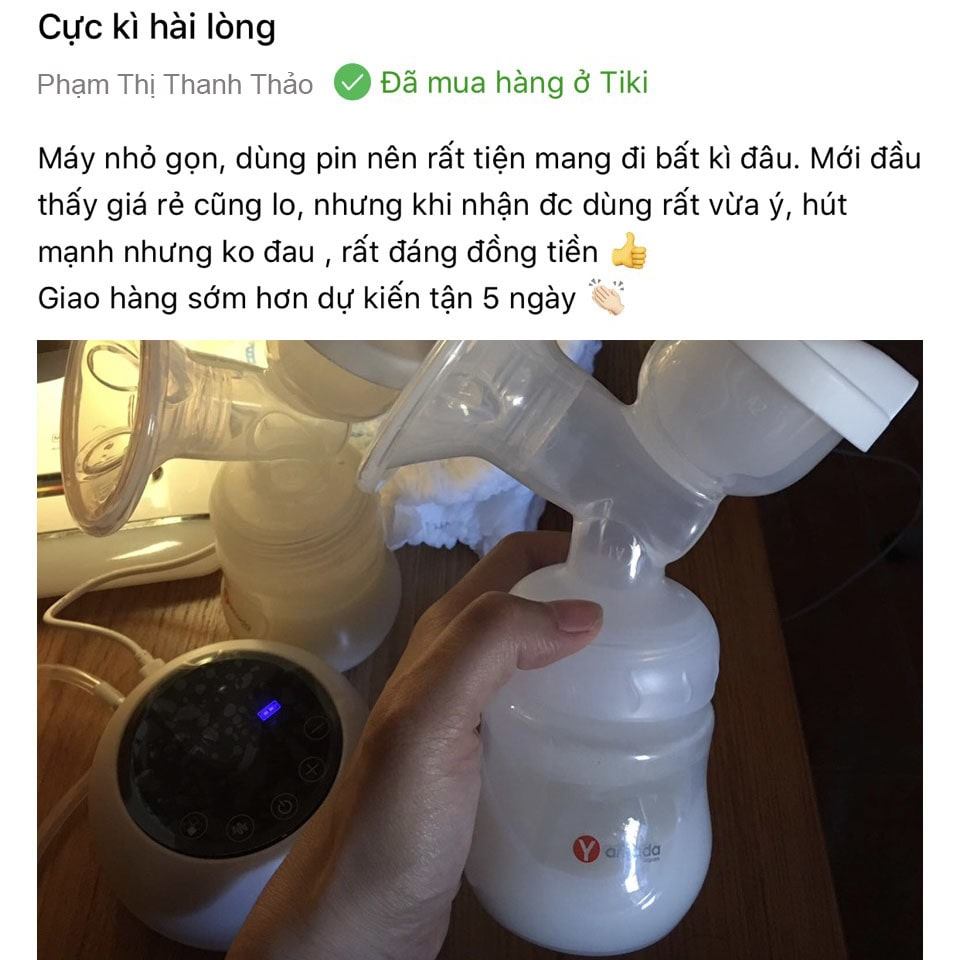 Cực kì hài lòng
Phạm Thị Thanh Thảo Đã mua hàng ở Tiki
Máy nhỏ gọn, dùng pin nên rất tiện mang đi bất kì đâu. Mới đầu
thấy giá rẻ cũng lo, nhưng khi nhận đc dùng rất vừa ý, hút
mạnh nhưng ko đau , rất đáng đồng tiền 👍
Giao hàng sớm hơn dự kiến tận 5 ngày 👏🏻
Y